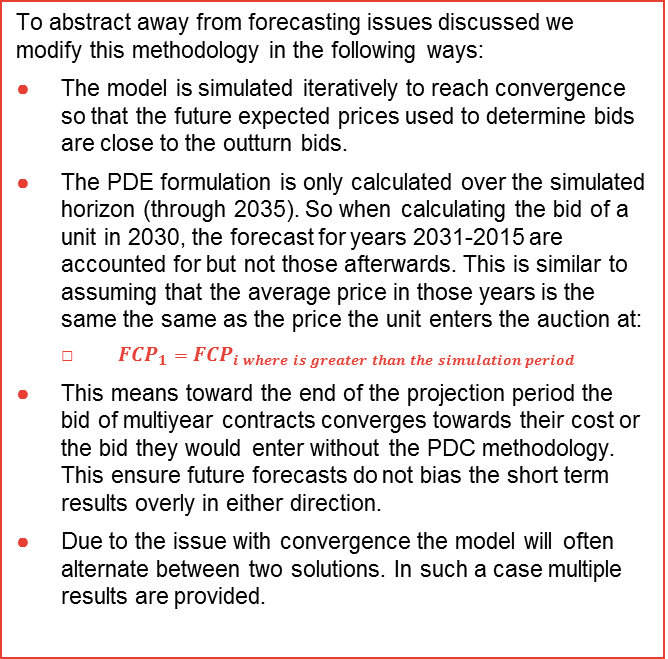 To abstract away from forecasting issues discussed we
modify this methodology in the following ways:
• The model is simulated iteratively to reach convergence
so that the future expected prices used to determine bids
are close to the outturn bids.
• The PDE formulation is only calculated over the simulated
horizon (through 2035). So when calculating the bid of a
unit in 2030, the forecast for years 2031-2015 are
accounted for but not those afterwards. This is similar to
assuming that the average price in those years is the
same the same as the price the unit enters the auction at:
□ FCP₁ = FCP_i where is greater than the simulation period
• This means toward the end of the projection period the
bid of multiyear contracts converges towards their cost or
the bid they would enter without the PDC methodology.
This ensure future forecasts do not bias the short term
results overly in either direction.
• Due to the issue with convergence the model will often
alternate between two solutions. In such a case multiple
results are provided.